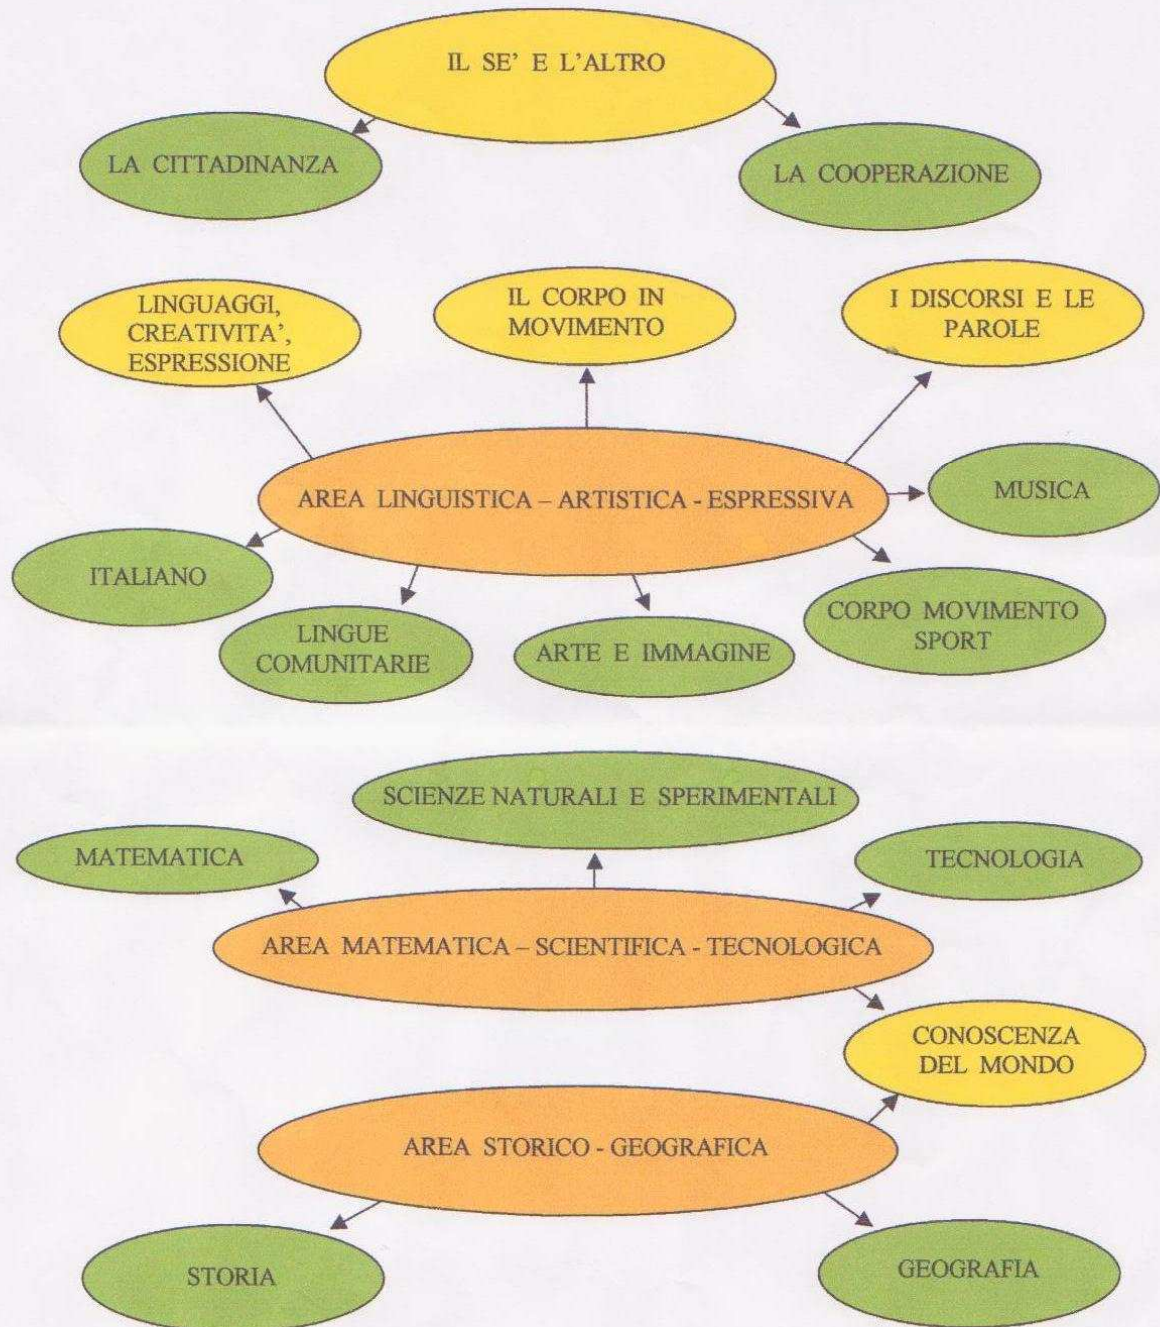 IL SE' E L'ALTRO
LA CITTADINANZA
LA COOPERAZIONE
LINGUAGGI,
CREATIVITA',
ESPRESSIONE
IL CORPO IN
MOVIMENTO
I DISCORSI E LE
PAROLE
AREA LINGUISTICA – ARTISTICA - ESPRESSIVA
MUSICA
ITALIANO
LINGUE
COMUNITARIE
ARTE E IMMAGINE
CORPO MOVIMENTO
SPORT
SCIENZE NATURALI E SPERIMENTALI
MATEMATICA
TECNOLOGIA
AREA MATEMATICA – SCIENTIFICA - TECNOLOGICA
CONOSCENZA
DEL MONDO
AREA STORICO - GEOGRAFICA
STORIA
GEOGRAFIA